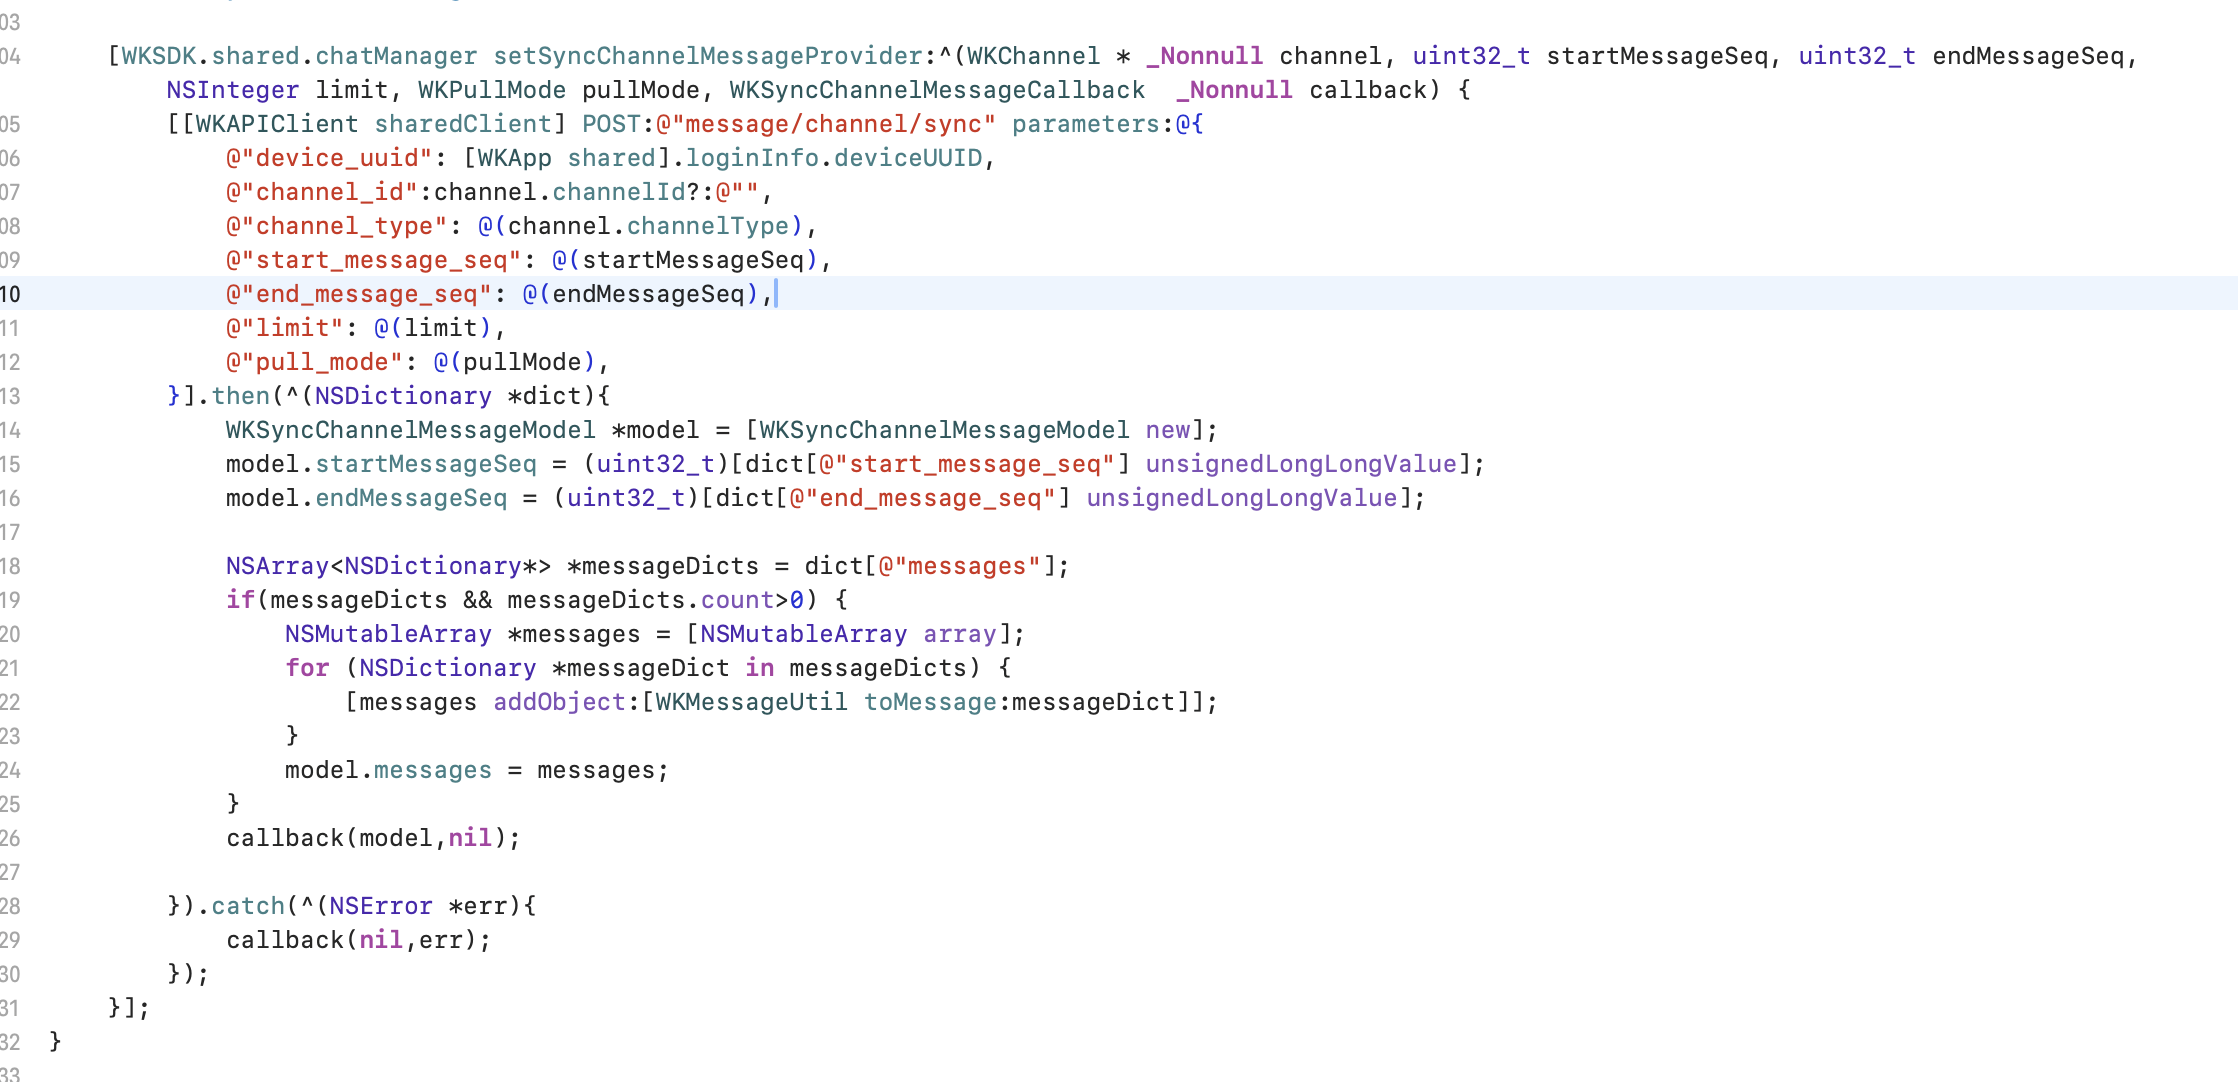 03
04 [WKSDK.shared.chatManager setSyncChannelMessageProvider:^(WKChannel * _Nonnull channel, uint32_t startMessageSeq, uint32_t endMessageSeq,
NSInteger limit, WKPullMode pullMode, WKSyncChannelMessageCallback  _Nonnull callback) {
05 [[WKAPIClient sharedClient] POST:@"message/channel/sync" parameters:@{
06 @"device_uuid": [WKApp shared].loginInfo.deviceUUID,
07 @"channel_id":channel.channelId?:@"",
08 @"channel_type": @(channel.channelType),
09 @"start_message_seq": @(startMessageSeq),
10 @"end_message_seq": @(endMessageSeq),
11 @"limit": @(limit),
12 @"pull_mode": @(pullMode),
13 }].then(^(NSDictionary *dict){
14 WKSyncChannelMessageModel *model = [WKSyncChannelMessageModel new];
15 model.startMessageSeq = (uint32_t)[dict[@"start_message_seq"] unsignedLongLongValue];
16 model.endMessageSeq = (uint32_t)[dict[@"end_message_seq"] unsignedLongLongValue];
17
18 NSArray<NSDictionary*> *messageDicts = dict[@"messages"];
19 if(messageDicts && messageDicts.count>0) {
20 NSMutableArray *messages = [NSMutableArray array];
21 for (NSDictionary *messageDict in messageDicts) {
22 [messages addObject:[WKMessageUtil toMessage:messageDict]];
23 }
24 model.messages = messages;
25 }
26 callback(model,nil);
27
28 }).catch(^(NSError *err){
29 callback(nil,err);
30 });
31 }];
32 }
33